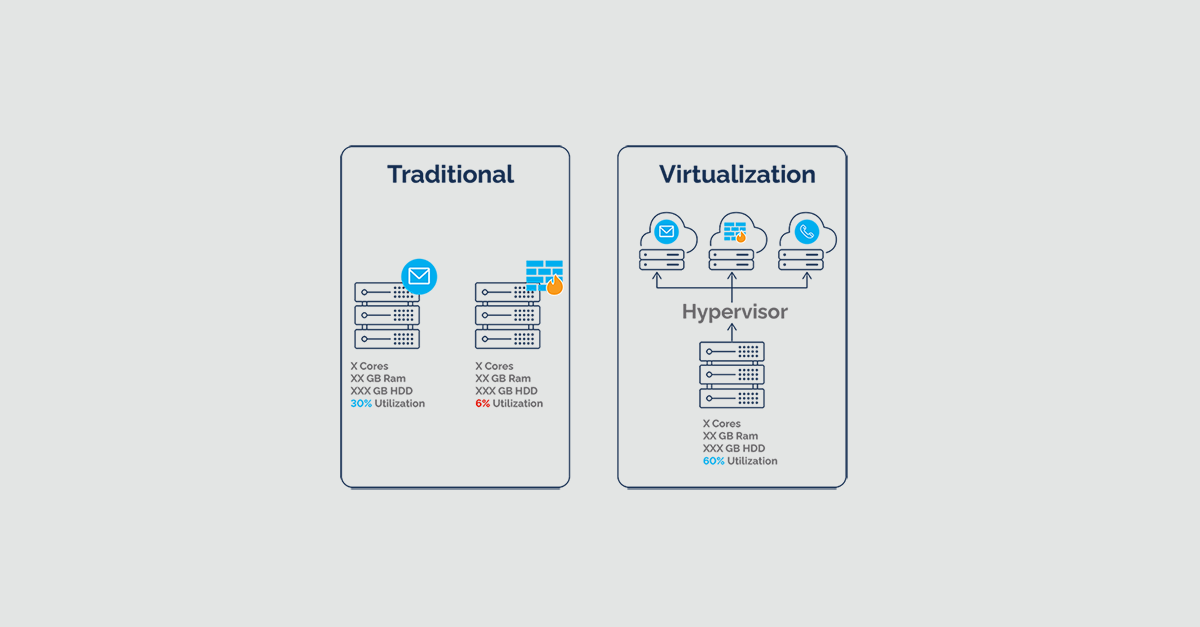 Traditional
X Cores
XX GB Ram
XXX GB HDD
30% Utilization
X Cores
XX GB Ram
XXX GB HDD
6% Utilization
Virtualization
Hypervisor
X Cores
XX GB Ram
XXX GB HDD
60% Utilization